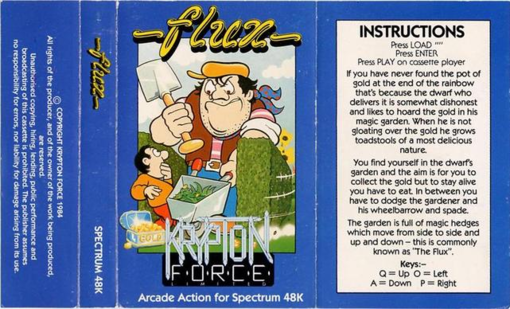 All rights of the producer, and of the owner of the work being produced,
are reserved.
Unauthorised copying, hiring, lending, public performance and
broadcasting of this cassette is prohibited. The publisher assumes
no responsibility for errors, nor liability for damage arising from its use.
© COPYRIGHT KRYPTON FORCE 1984
flux
SPECTRUM 48K
flux
GOLD
KRYPTON
FORCE
Arcade Action for Spectrum 48K
INSTRUCTIONS
Press LOAD ""
Press ENTER
Press PLAY on cassette player
If you have never found the pot of
gold at the end of the rainbow
that's because the dwarf who
delivers it is somewhat dishonest
and likes to hoard the gold in his
magic garden. When he is not
gloating over the gold he grows
toadstools of a most delicious
nature.
You find yourself in the dwarf's
garden and the aim is for you to
collect the gold but to stay alive
you have to eat. In between you
have to dodge the gardener and
his wheelbarrow and spade.
The garden is full of magic hedges
which move from side to side and
up and down – this is commonly
known as "The Flux".
Keys:–
Q = Up O = Left
A = Down P = Right